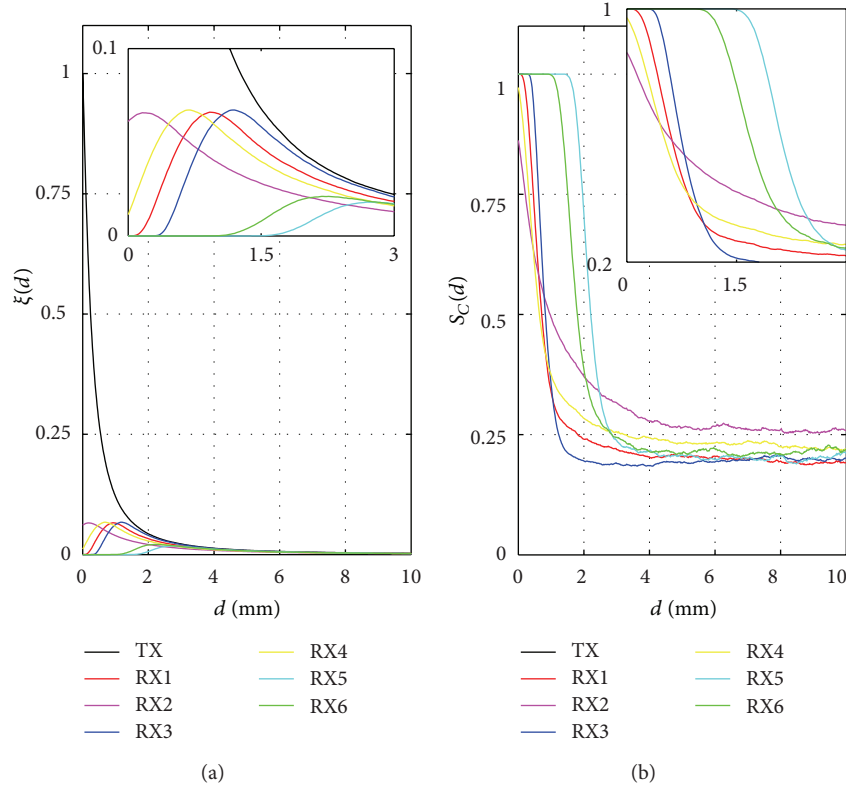 1
0.75
0.5
0.25
0
ξ(d)
0.1
0
0 1.5 3
0 2 4 6 8 10
d (mm)
TX
RX1
RX2
RX3
RX4
RX5
RX6
(a)
1
0.75
0.5
0.25
0
S_C(d)
1
0.2
0 1.5
0 2 4 6 8 10
d (mm)
TX
RX1
RX2
RX3
RX4
RX5
RX6
(b)